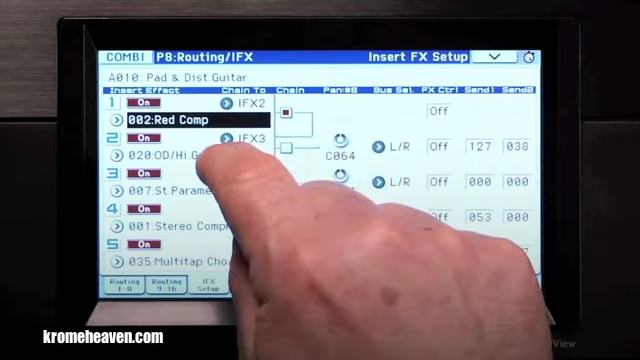 COMBI P8:Routing/IFX Insert FX Setup
A010: Pad & Dist.Guitar
Insert Effect Chain To Chain Pan:#8 Bus Sel. FX Ctrl Send1 Send2
1 On IFX2 Off
002:Red Comp
2 On IFX3 C064 L/R Off 127 038
020:OD/Hi.G
3 On L/R Off 000 000
007:St.Parame
4 On Off 053 000
001:Stereo Compr
5 On
035:Multitap Cho
Routing 1-8 Routing 9-16 IFX Setup
kromeheaven.com
View